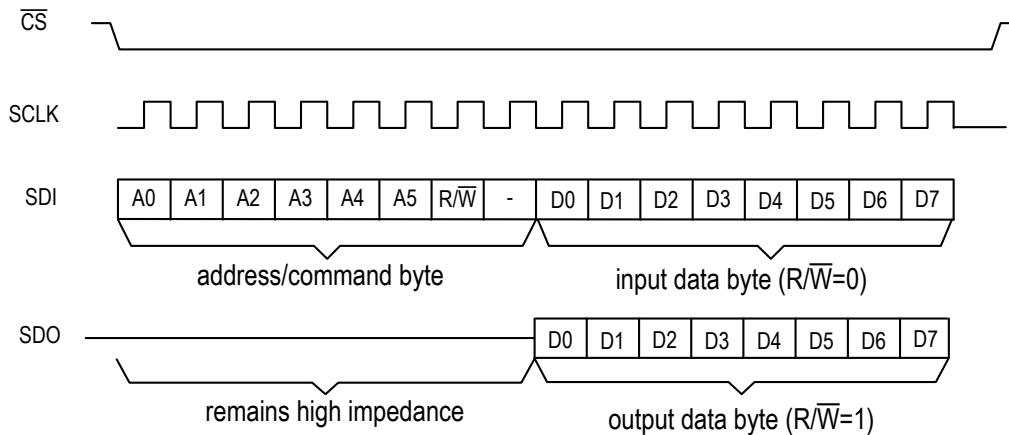 C̅S̅
SCLK
SDI A0 A1 A2 A3 A4 A5 R/W̅ - D0 D1 D2 D3 D4 D5 D6 D7
address/command byte input data byte (R/W̅=0)
SDO D0 D1 D2 D3 D4 D5 D6 D7
remains high impedance output data byte (R/W̅=1)